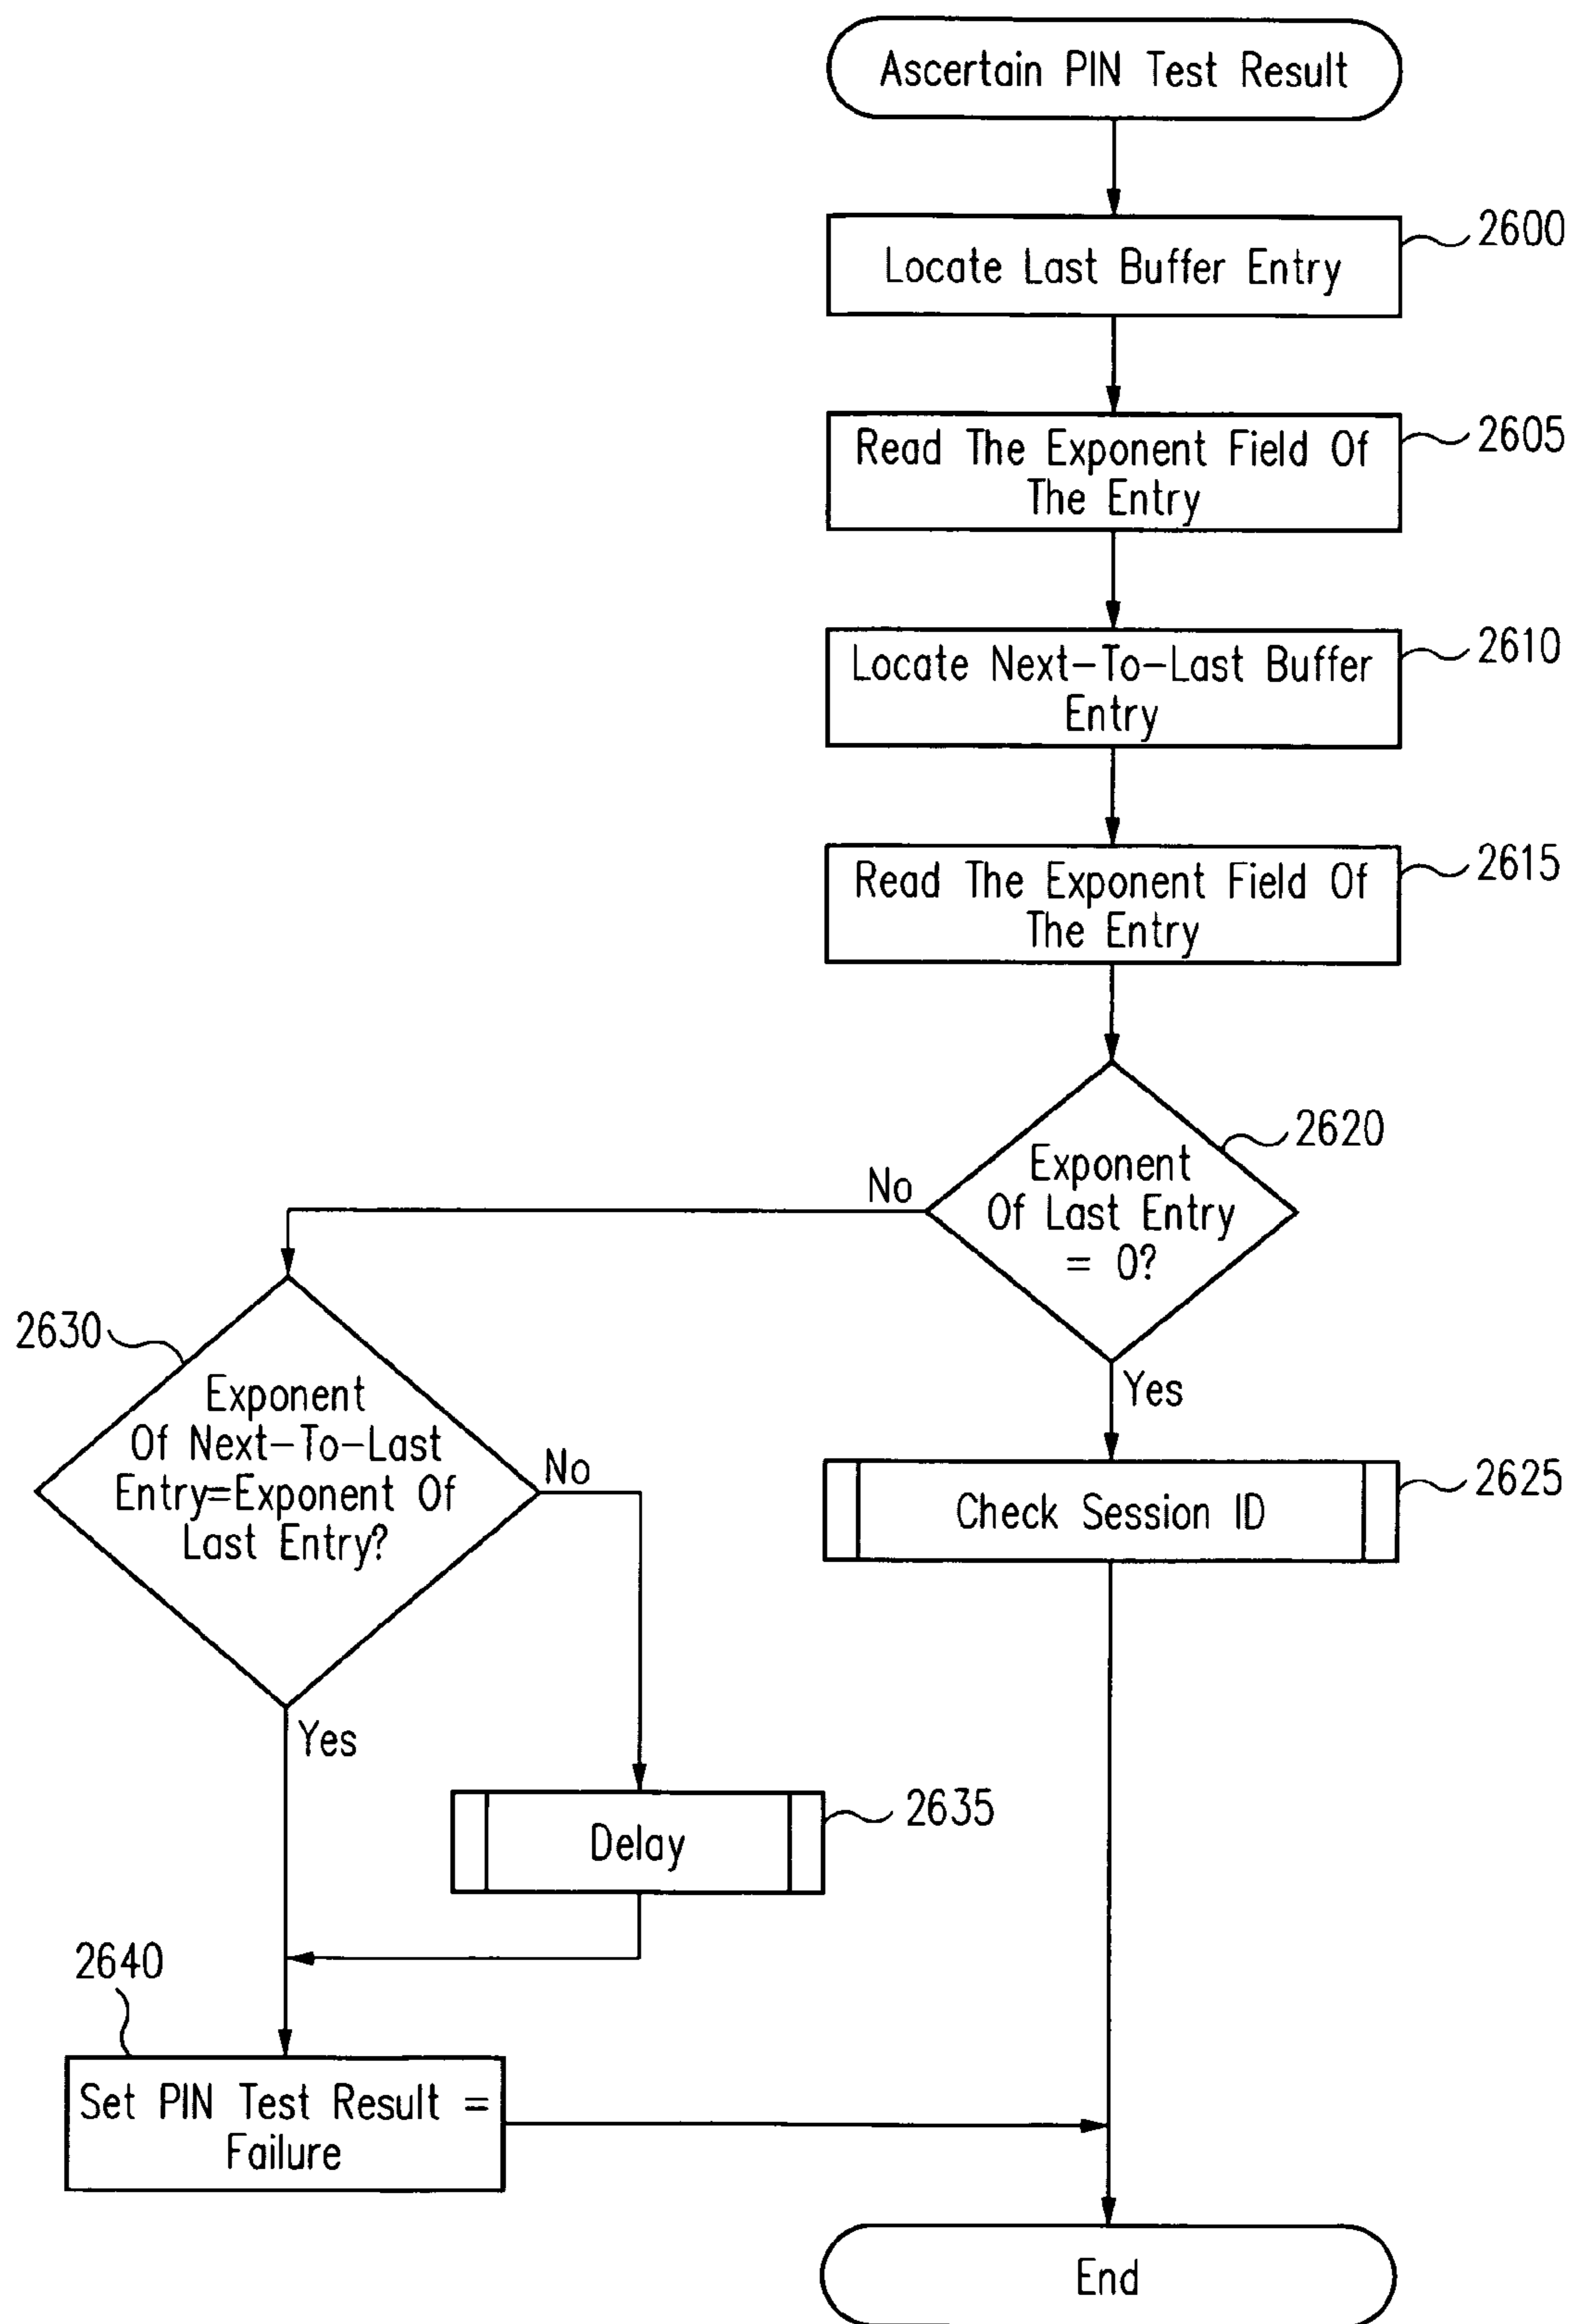 Ascertain PIN Test Result
2600
Locate Last Buffer Entry
2605
Read The Exponent Field Of
The Entry
2610
Locate Next-To-Last Buffer
Entry
2615
Read The Exponent Field Of
The Entry
2620
Exponent
Of Last Entry
= 0?
No
Yes
2630
Exponent
Of Next-To-Last
Entry=Exponent Of
Last Entry?
No
Yes
2625
Check Session ID
2635
Delay
2640
Set PIN Test Result =
Failure
End